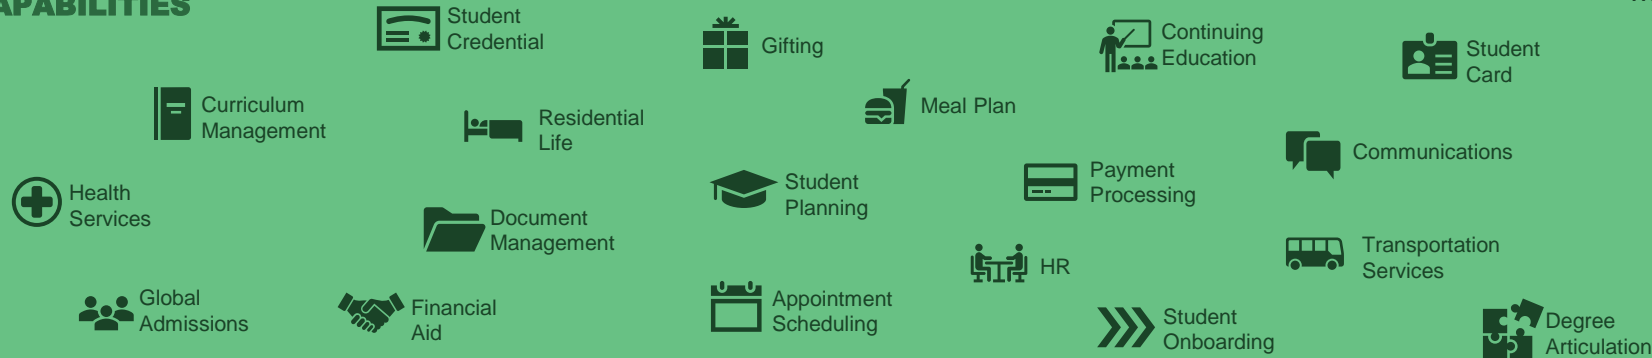 CAPABILITIES
Student
Credential
Gifting
Continuing
Education
Student
Card
Curriculum
Management
Residential
Life
Meal Plan
Communications
Health
Services
Document
Management
Student
Planning
Payment
Processing
HR
Transportation
Services
Global
Admissions
Financial
Aid
Appointment
Scheduling
Student
Onboarding
Degree
Articulation